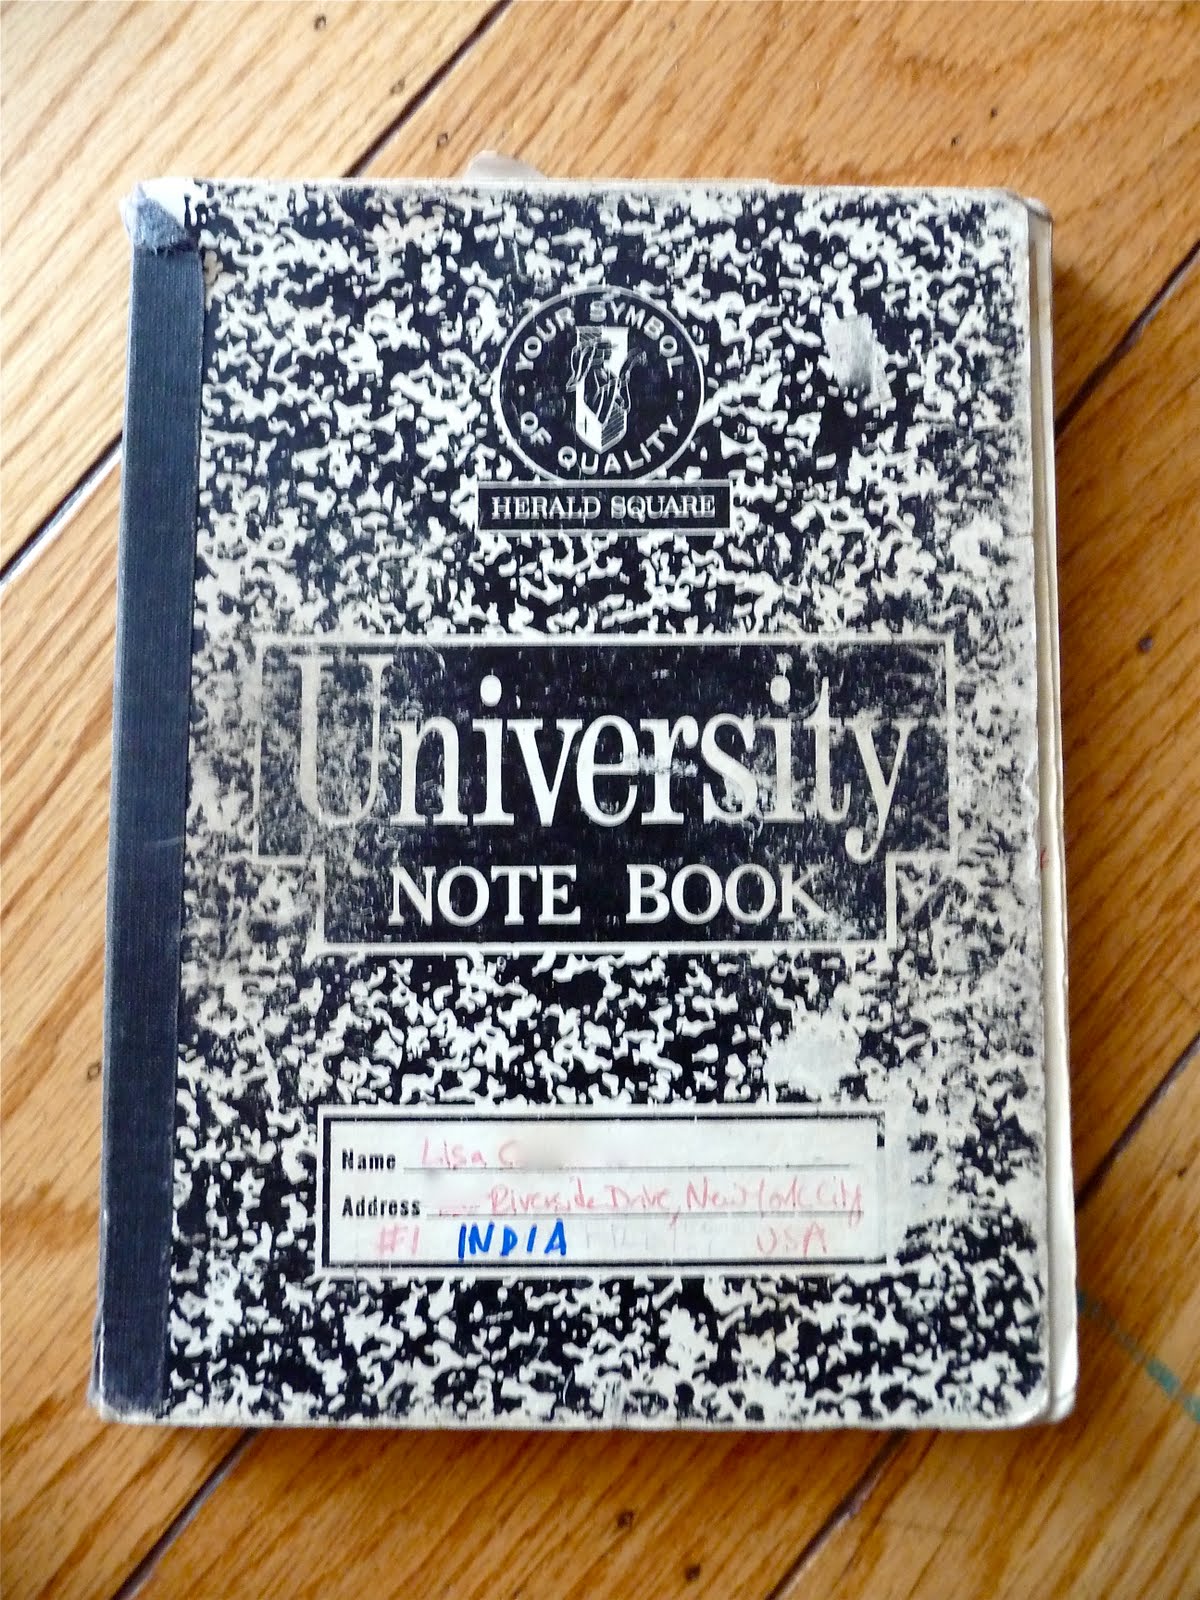 YOUR SYMBOL OF QUALITY
HERALD SQUARE
University
NOTE BOOK
Name Lisa C
Address Riverside Drive, New York City
#1 INDIA USA